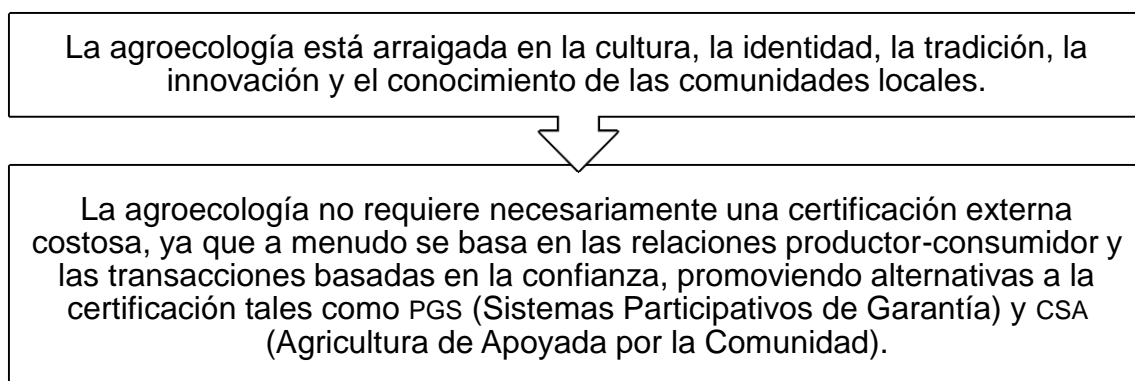 La agroecología está arraigada en la cultura, la identidad, la tradición, la
innovación y el conocimiento de las comunidades locales.
La agroecología no requiere necesariamente una certificación externa
costosa, ya que a menudo se basa en las relaciones productor-consumidor y
las transacciones basadas en la confianza, promoviendo alternativas a la
certificación tales como PGS (Sistemas Participativos de Garantía) y CSA
(Agricultura de Apoyada por la Comunidad).